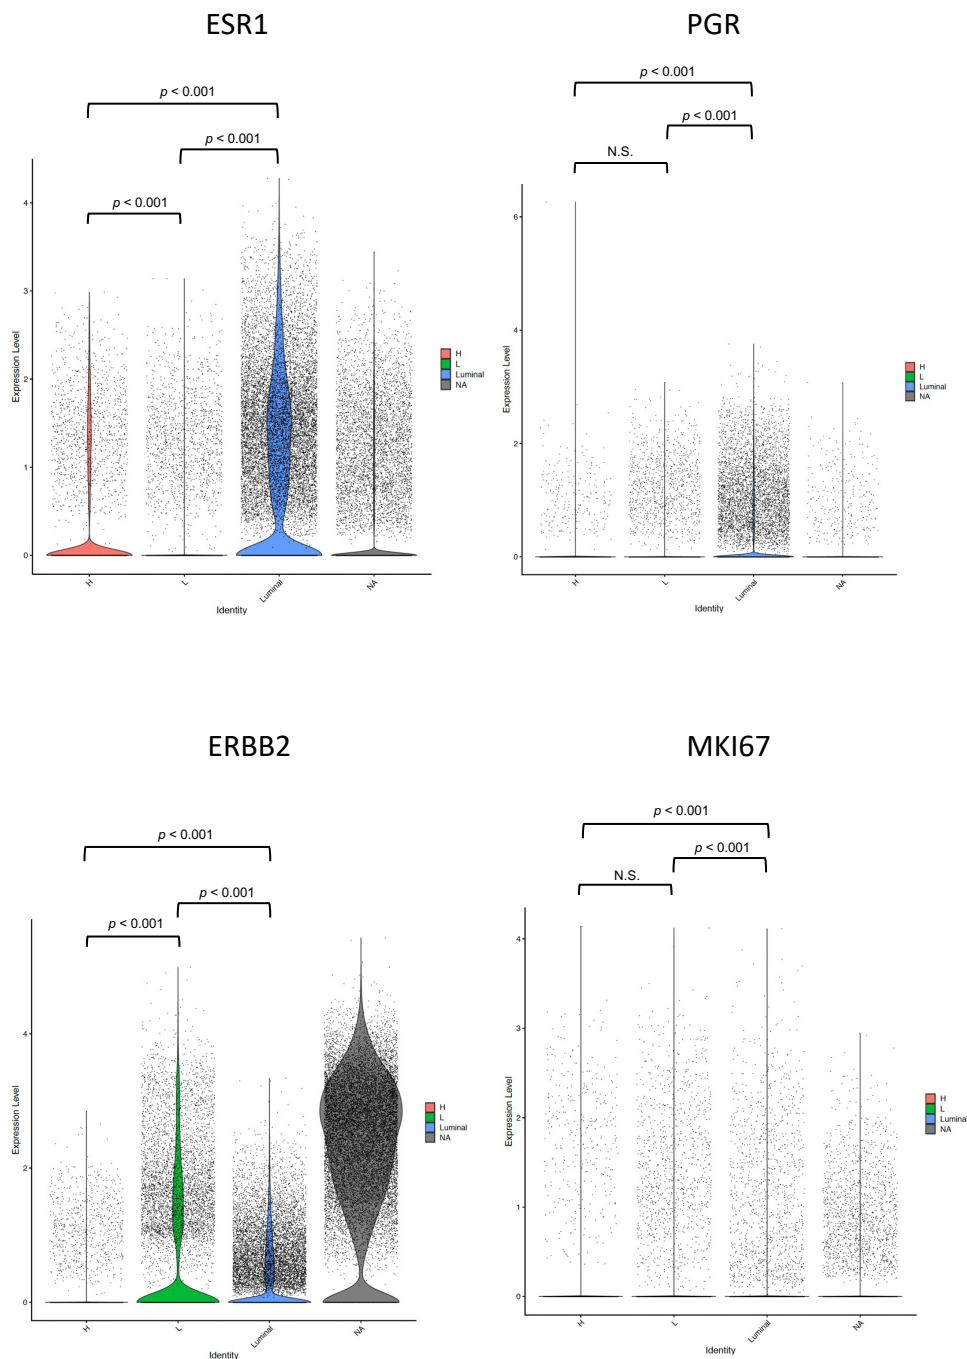 ESR1
p < 0.001
p < 0.001
p < 0.001
Expression Level
4
3
2
1
0
H
L
Luminal
NA
Identity
H
L
Luminal
NA
PGR
p < 0.001
p < 0.001
N.S.
Expression Level
6
4
2
0
H
L
Luminal
NA
Identity
H
L
Luminal
NA
ERBB2
p < 0.001
p < 0.001
p < 0.001
Expression Level
4
2
0
H
L
Luminal
NA
Identity
H
L
Luminal
NA
MKI67
p < 0.001
p < 0.001
N.S.
Expression Level
4
3
2
1
0
H
L
Luminal
NA
Identity
H
L
Luminal
NA